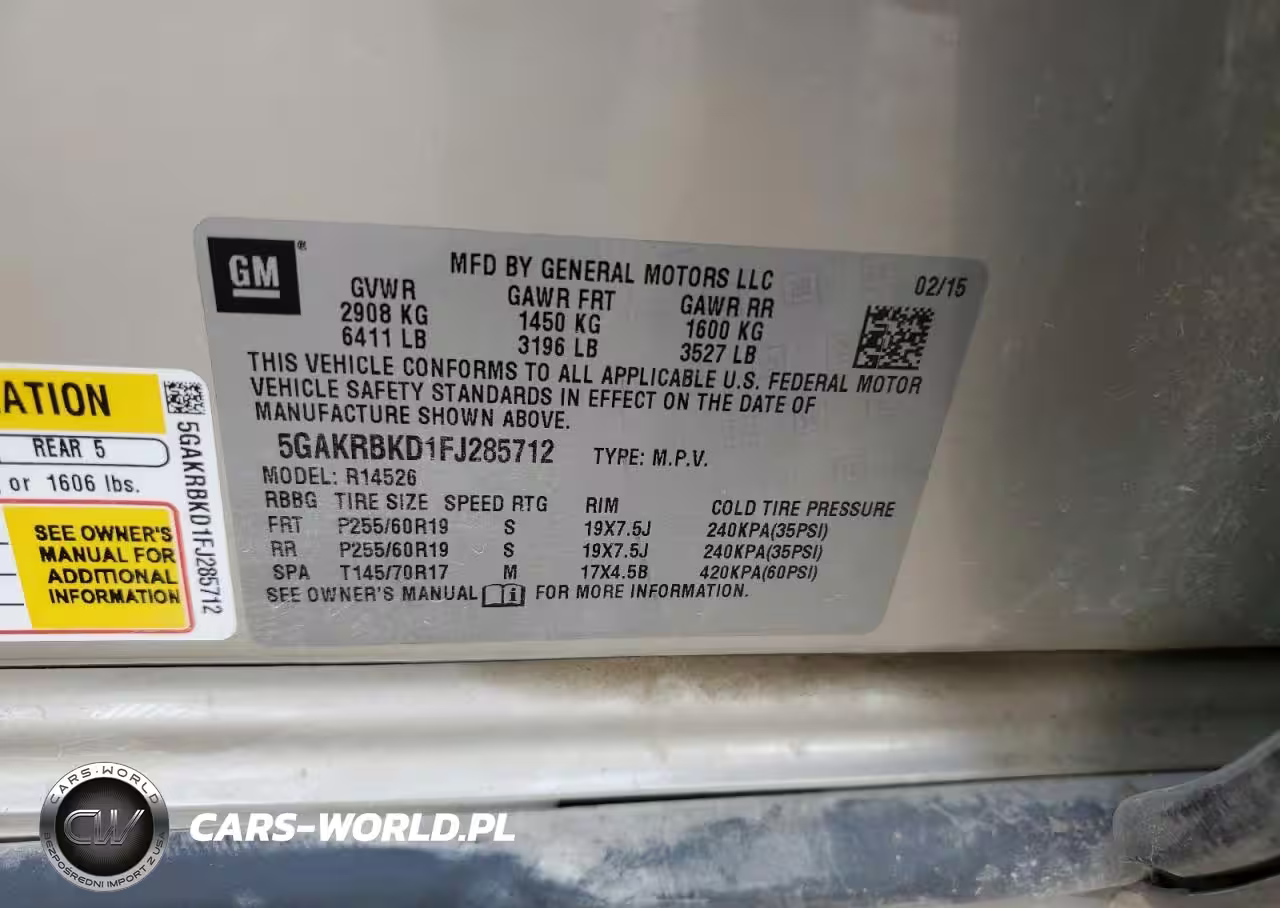 GM ®
MFD BY GENERAL MOTORS LLC
02/15
GVWR GAWR FRT GAWR RR
2908 KG 1450 KG 1600 KG
6411 LB 3196 LB 3527 LB
THIS VEHICLE CONFORMS TO ALL APPLICABLE U.S. FEDERAL MOTOR
VEHICLE SAFETY STANDARDS IN EFFECT ON THE DATE OF
MANUFACTURE SHOWN ABOVE.
5GAKRBKD1FJ285712 TYPE: M.P.V.
MODEL: R14526
RBBG TIRE SIZE SPEED RTG RIM COLD TIRE PRESSURE
FRT P255/60R19 S 19X7.5J 240KPA(35PSI)
RR P255/60R19 S 19X7.5J 240KPA(35PSI)
SPA T145/70R17 M 17X4.5B 420KPA(60PSI)
SEE OWNER'S MANUAL i FOR MORE INFORMATION.
ATION
REAR 5
or 1606 lbs.
SEE OWNER'S
MANUAL FOR
ADDITIONAL
INFORMATION
5GAKRBKD1FJ285712
CARS-WORLD
CW
BEZPOŚREDNI IMPORT Z USA
CARS-WORLD.PL